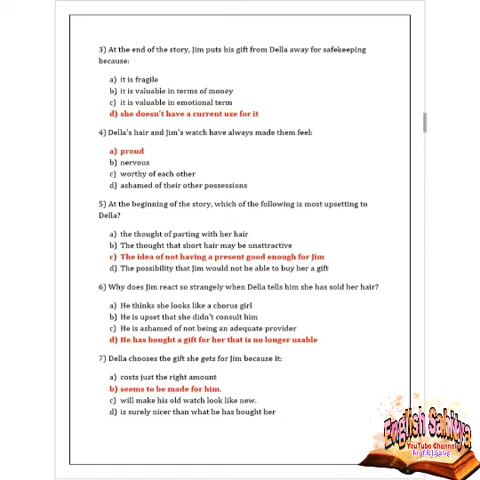 3) At the end of the story, Jim puts his gift from Della away for safekeeping
because:
a) it is fragile
b) it is valuable in terms of money
c) it is valuable in emotional term
d) she doesn't have a current use for it
4) Della's hair and Jim's watch have always made them feel:
a) proud
b) nervous
c) worthy of each other
d) ashamed of their other possessions
5) At the beginning of the story, which of the following is most upsetting to
Della?
a) the thought of parting with her hair
b) The thought that short hair may be unattractive
c) The idea of not having a present good enough for Jim
d) The possibility that Jim would not be able to buy her a gift
6) Why does Jim react so strangely when Della tells him she has sold her hair?
a) He thinks she looks like a chorus girl
b) He is upset that she didn't consult him
c) He is ashamed of not being an adequate provider
d) He has bought a gift for her that is no longer usable
7) Della chooses the gift she gets for Jim because it:
a) costs just the right amount
b) seems to be made for him.
c) will make his old watch look like new.
d) is surely nicer than what he has bought her
English Sahitya
YouTube Channel